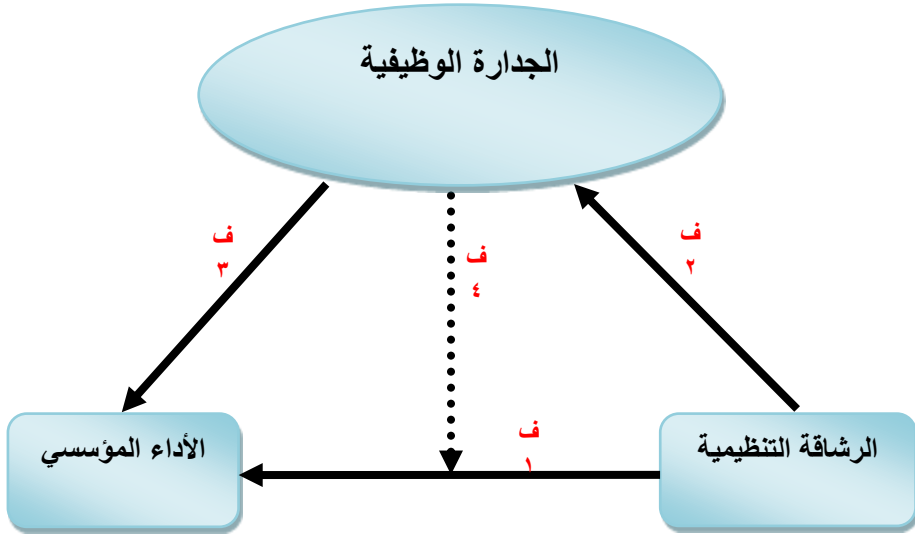 الجدارة الوظيفية
ف
٢
ف
٤
ف
٣
الرشاقة التنظيمية
ف
١
الأداء المؤسسي